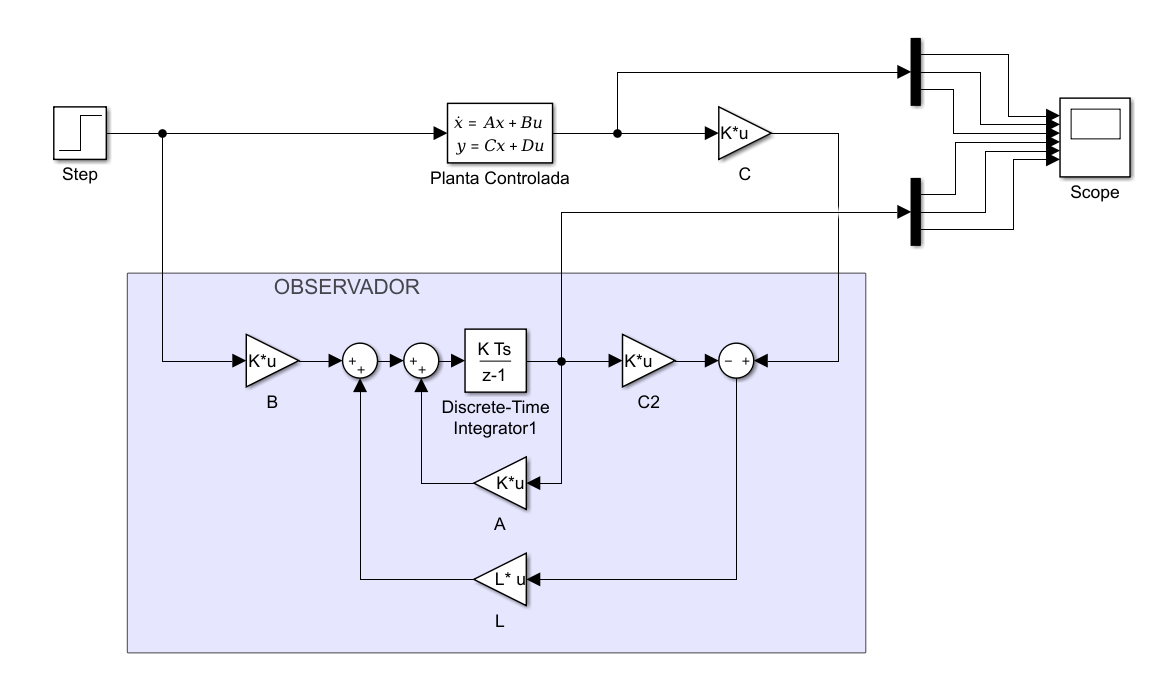 Step
ẋ = Ax + Bu
y = Cx + Du
Planta Controlada
K*u
C
Scope
OBSERVADOR
K*u
B
+
+
+
+
K Ts
z-1
Discrete-Time
Integrator1
K*u
C2
− +
K*u
A
L* u
L